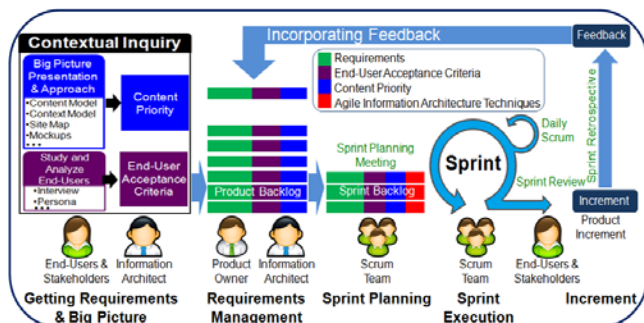 Contextual Inquiry
Big Picture
Presentation
& Approach
•Content Model
•Context Model
•Site Map
•Mockups
•••
Content
Priority
Study and
Analyze
End-Users
•Interview
•Persona
•••
End-User
Acceptance
Criteria
Incorporating Feedback
Feedback
Requirements
End-User Acceptance Criteria
Content Priority
Agile Information Architecture Techniques
Product Backlog
Sprint Planning
Meeting
Sprint Backlog
Sprint
Daily
Scrum
Sprint Review
Sprint Retrospective
Increment
Product
Increment
End-Users &
Stakeholders
Information
Architect
Product
Owner
Information
Architect
Scrum
Team
Scrum
Team
End-Users &
Stakeholders
Getting Requirements
& Big Picture
Requirements
Management
Sprint Planning
Sprint
Execution
Increment